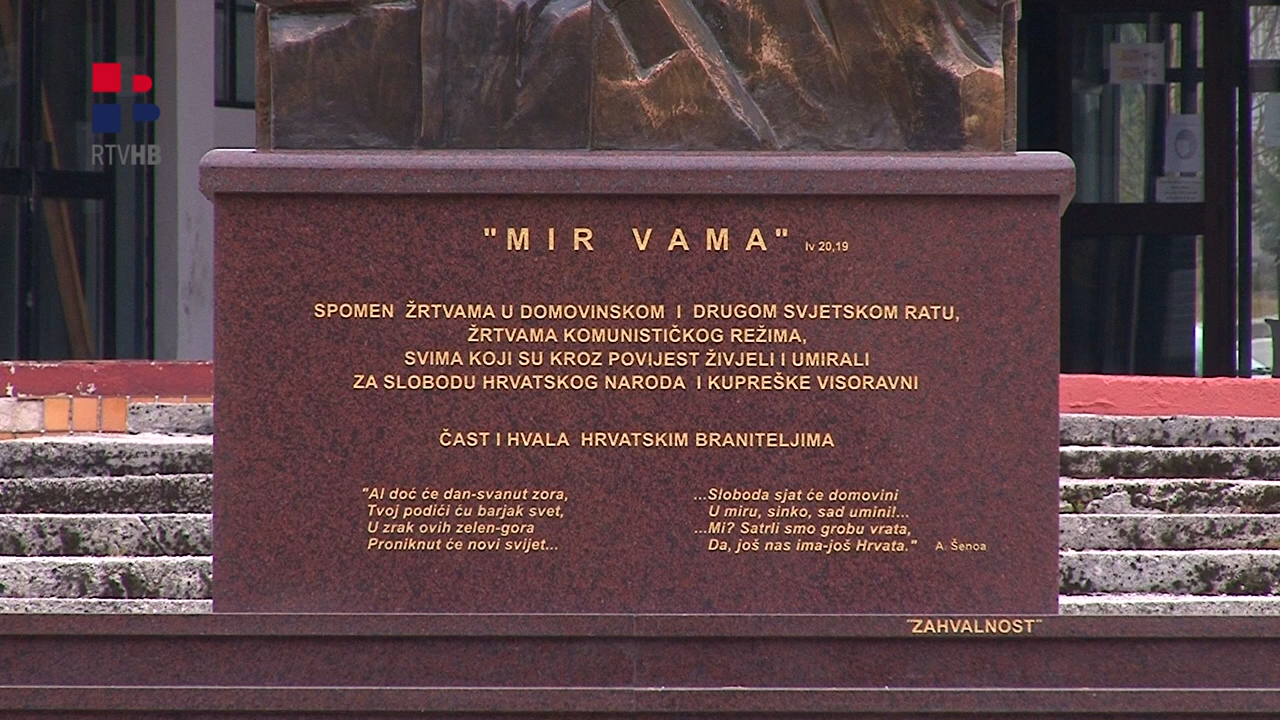 RTVHB
"MIR VAMA" Iv 20,19
SPOMEN ŽRTVAMA U DOMOVINSKOM I DRUGOM SVJETSKOM RATU,
ŽRTVAMA KOMUNISTIČKOG REŽIMA,
SVIMA KOJI SU KROZ POVIJEST ŽIVJELI I UMIRALI
ZA SLOBODU HRVATSKOG NARODA I KUPREŠKE VISORAVNI
ČAST I HVALA HRVATSKIM BRANITELJIMA
"Al doć će dan-svanut zora,
Tvoj podići ću barjak svet,
U zrak ovih zelen-gora
Proniknut će novi svijet...
...Sloboda sjat će domovini
U miru, sinko, sad umini!...
...Mi? Satrli smo grobu vrata,
Da, još nas ima-još Hrvata." A. Šenoa
"ZAHVALNOST"